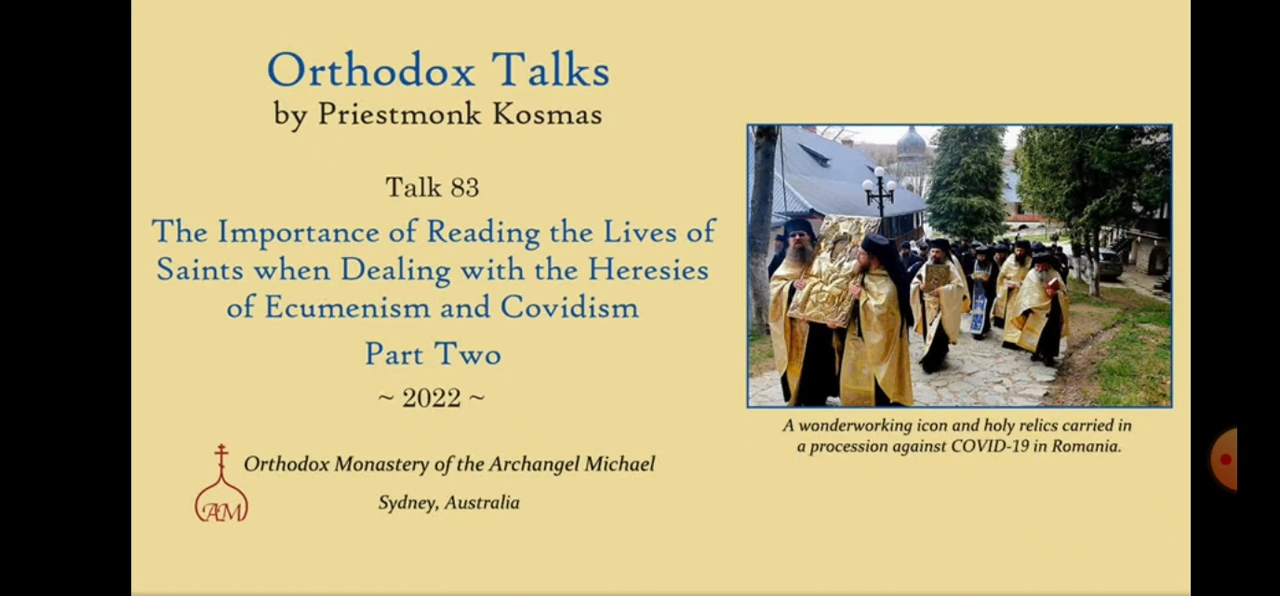 Orthodox Talks
by Priestmonk Kosmas
Talk 83
The Importance of Reading the Lives of
Saints when Dealing with the Heresies
of Ecumenism and Covidism
Part Two
~ 2022 ~
AM
Orthodox Monastery of the Archangel Michael
Sydney, Australia
A wonderworking icon and holy relics carried in
a procession against COVID-19 in Romania.